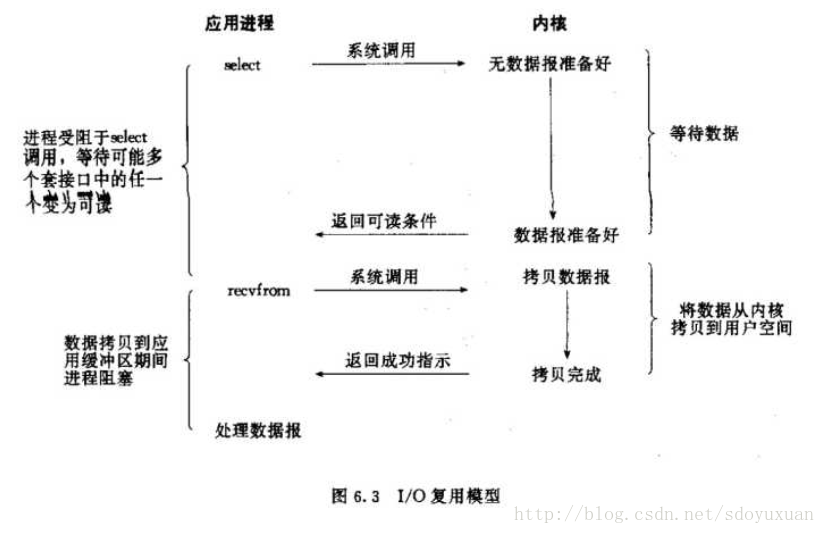 应用进程
内核
select
系统调用
无数据报准备好
进程受阻于select
调用，等待可能多
个套接口中的任一
个变为可读
等待数据
返回可读条件
数据报准备好
recvfrom
系统调用
拷贝数据报
数据拷贝到应
用缓冲区期间
进程阻塞
将数据从内核
拷贝到用户空间
返回成功指示
拷贝完成
处理数据报
图 6.3 I/O 复用模型
http://blog.csdn.net/sdoyuxuan